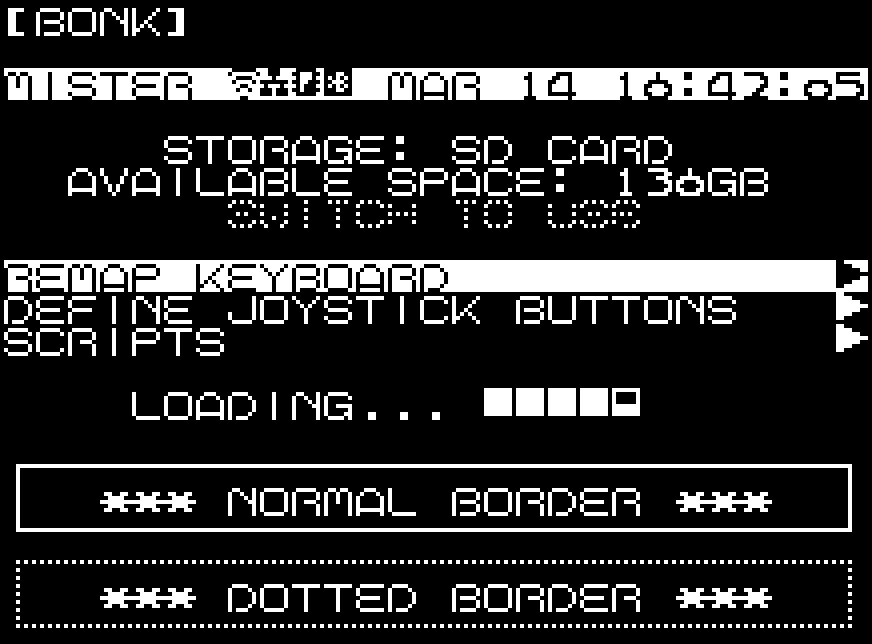 [BONK]
MISTER MAR 14 16:42:05
STORAGE: SD CARD
AVAILABLE SPACE: 136GB
SWITCH TO USB
REMAP KEYBOARD
DEFINE JOYSTICK BUTTONS
SCRIPTS
LOADING...
*** NORMAL BORDER ***
*** DOTTED BORDER ***